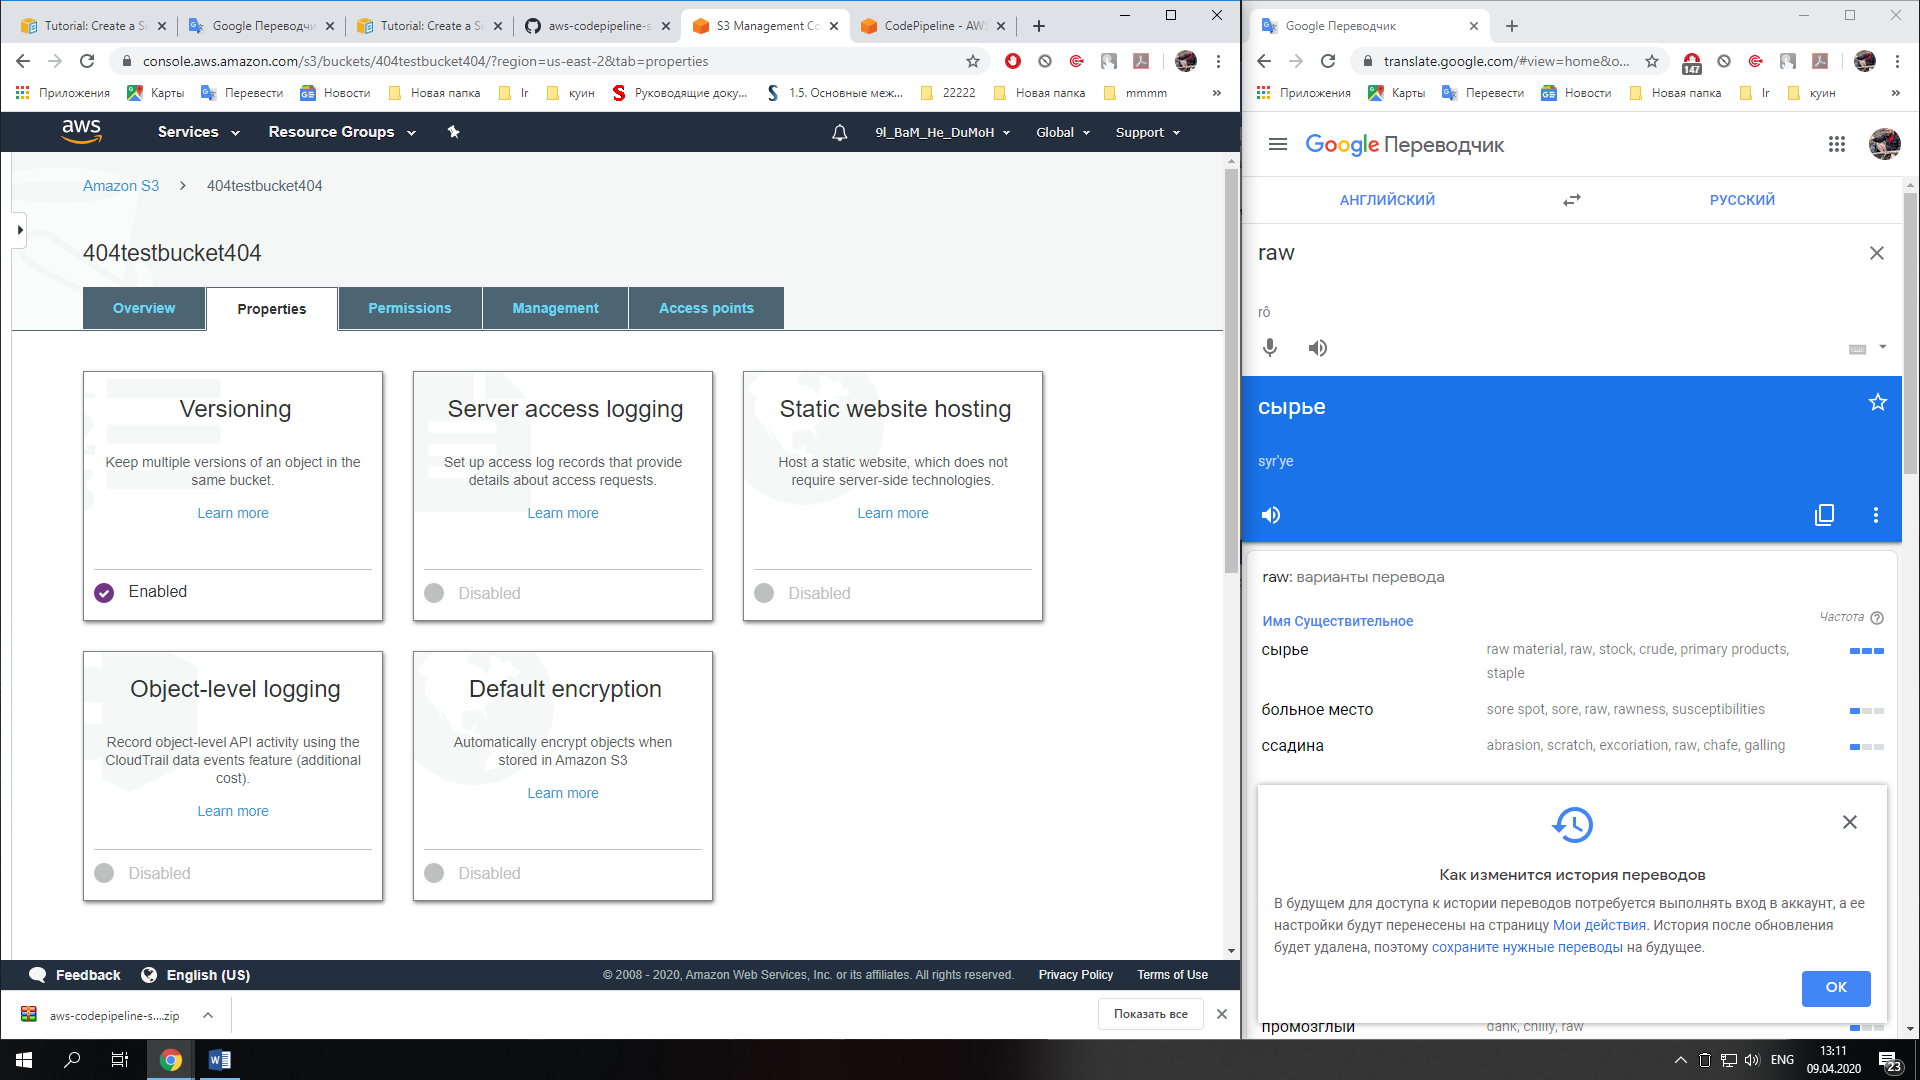 Tutorial: Create a Si
Google Переводчи
Tutorial: Create a Si
aws-codepipeline-s
S3 Management Co
CodePipeline - AWS
console.aws.amazon.com/s3/buckets/404testbucket404/?region=us-east-2&tab=properties
Приложения
Карты
Перевести
Новости
Новая папка
lr
куин
Руководящие доку...
1.5. Основные меж...
22222
Новая папка
mmmm
»
aws
Services
Resource Groups
9l_BaM_He_DuMoH
Global
Support
Amazon S3
404testbucket404
404testbucket404
Overview
Properties
Permissions
Management
Access points
Versioning
Keep multiple versions of an object in the
same bucket.
Learn more
Enabled
Server access logging
Set up access log records that provide
details about access requests.
Learn more
Disabled
Static website hosting
Host a static website, which does not
require server-side technologies.
Learn more
Disabled
Object-level logging
Record object-level API activity using the
CloudTrail data events feature (additional
cost).
Learn more
Disabled
Default encryption
Automatically encrypt objects when
stored in Amazon S3
Learn more
Disabled
Feedback
English (US)
© 2008 - 2020, Amazon Web Services, Inc. or its affiliates. All rights reserved.
Privacy Policy
Terms of Use
aws-codepipeline-s....zip
Показать все
Google Переводчик
translate.google.com/#view=home&o...
147
Приложения
Карты
Перевести
Новости
Новая папка
lr
куин
»
Google Переводчик
АНГЛИЙСКИЙ
РУССКИЙ
raw
rô
сырье
syr'ye
raw: варианты перевода
Частота
Имя Существительное
сырье
raw material, raw, stock, crude, primary products,
staple
больное место
sore spot, sore, raw, rawness, susceptibilities
ссадина
abrasion, scratch, excoriation, raw, chafe, galling
Как изменится история переводов
В будущем для доступа к истории переводов потребуется выполнять вход в аккаунт, а ее
настройки будут перенесены на страницу Мои действия. История после обновления
будет удалена, поэтому сохраните нужные переводы на будущее.
ОК
промозглый
dank, chilly, raw
ENG
13:11
09.04.2020
23